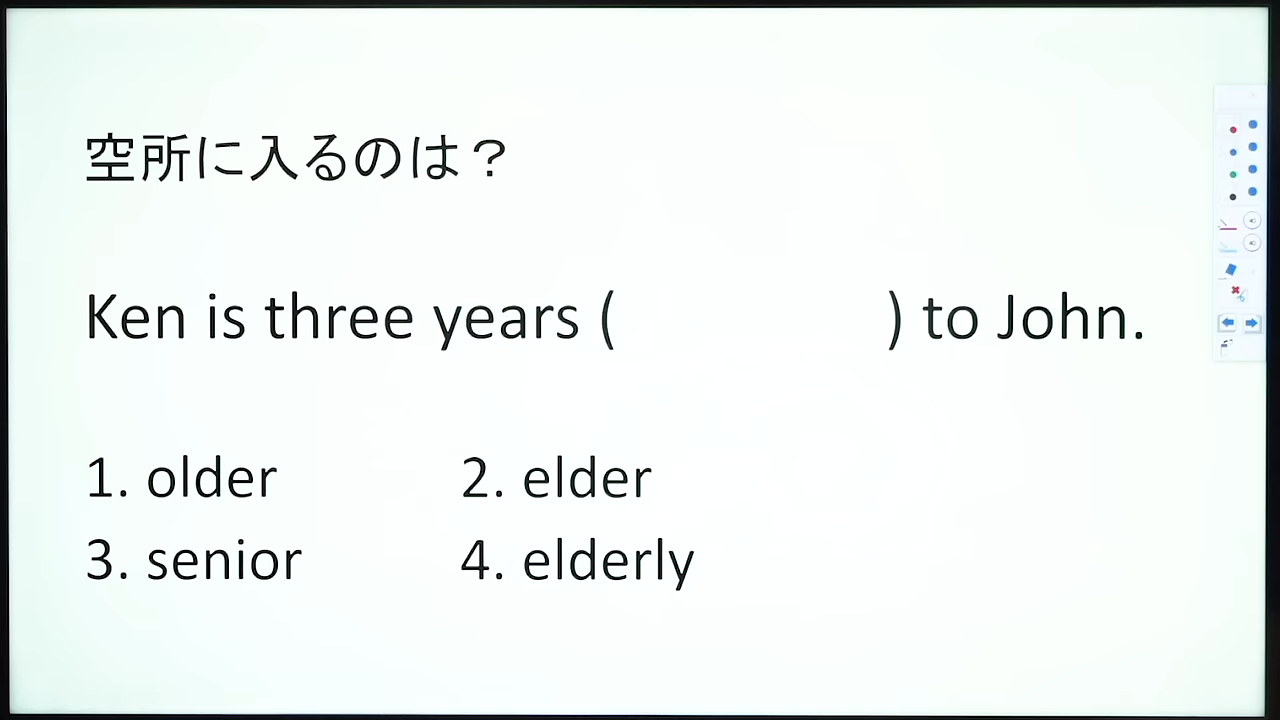 空所に入るのは？
Ken is three years ( ) to John.
1. older 2. elder
3. senior 4. elderly